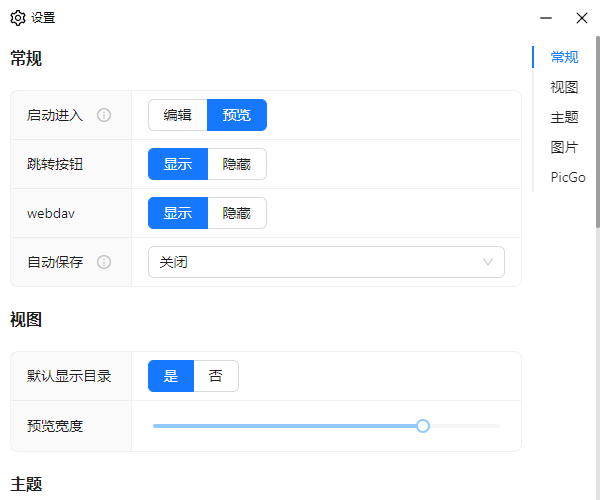 设置
常规
启动进入 编辑 预览
跳转按钮 显示 隐藏
webdav 显示 隐藏
自动保存 关闭
视图
默认显示目录 是 否
预览宽度
主题
常规
视图
主题
图片
PicGo